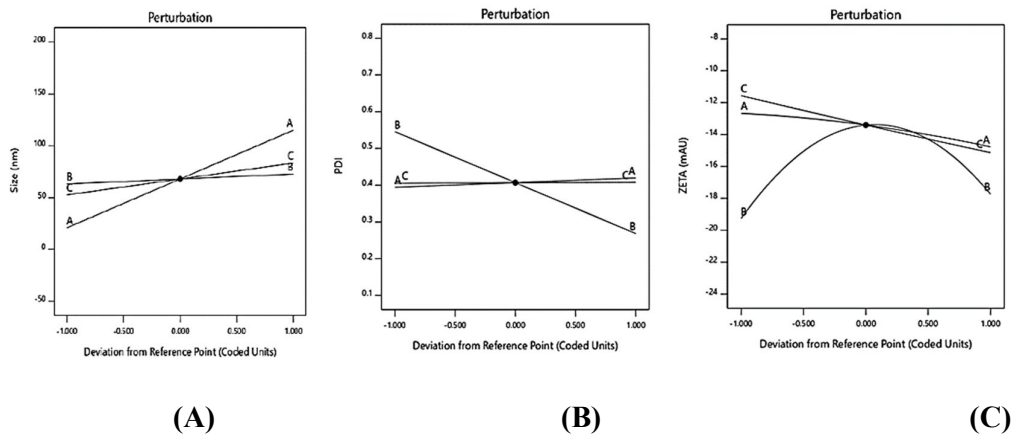 Perturbation
200
150
100
50
0
-50
Size (nm)
A
C
B
B
C
A
-1.000 -0.500 0.000 0.500 1.000
Deviation from Reference Point (Coded Units)
(A)
Perturbation
0.8
0.7
0.6
0.5
0.4
0.3
0.2
0.1
PDI
B
A C
C A
B
-1.000 -0.500 0.000 0.500 1.000
Deviation from Reference Point (Coded Units)
(B)
Perturbation
-8
-10
-12
-14
-16
-18
-20
-22
-24
ZETA (mAU)
C
A
B
A
C
B
-1.000 -0.500 0.000 0.500 1.000
Deviation from Reference Point (Coded Units)
(C)